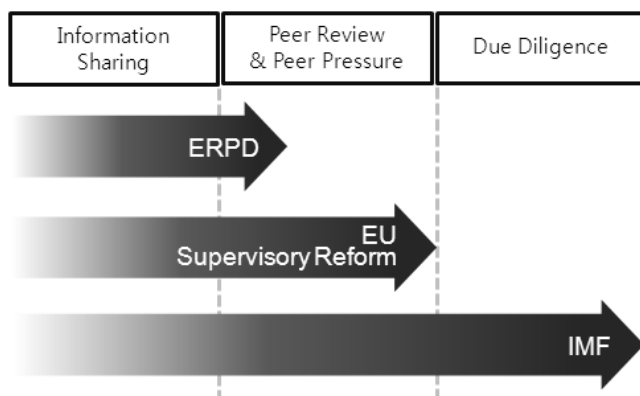 Information
Sharing
Peer Review
& Peer Pressure
Due Diligence
ERPD
EU
Supervisory Reform
IMF